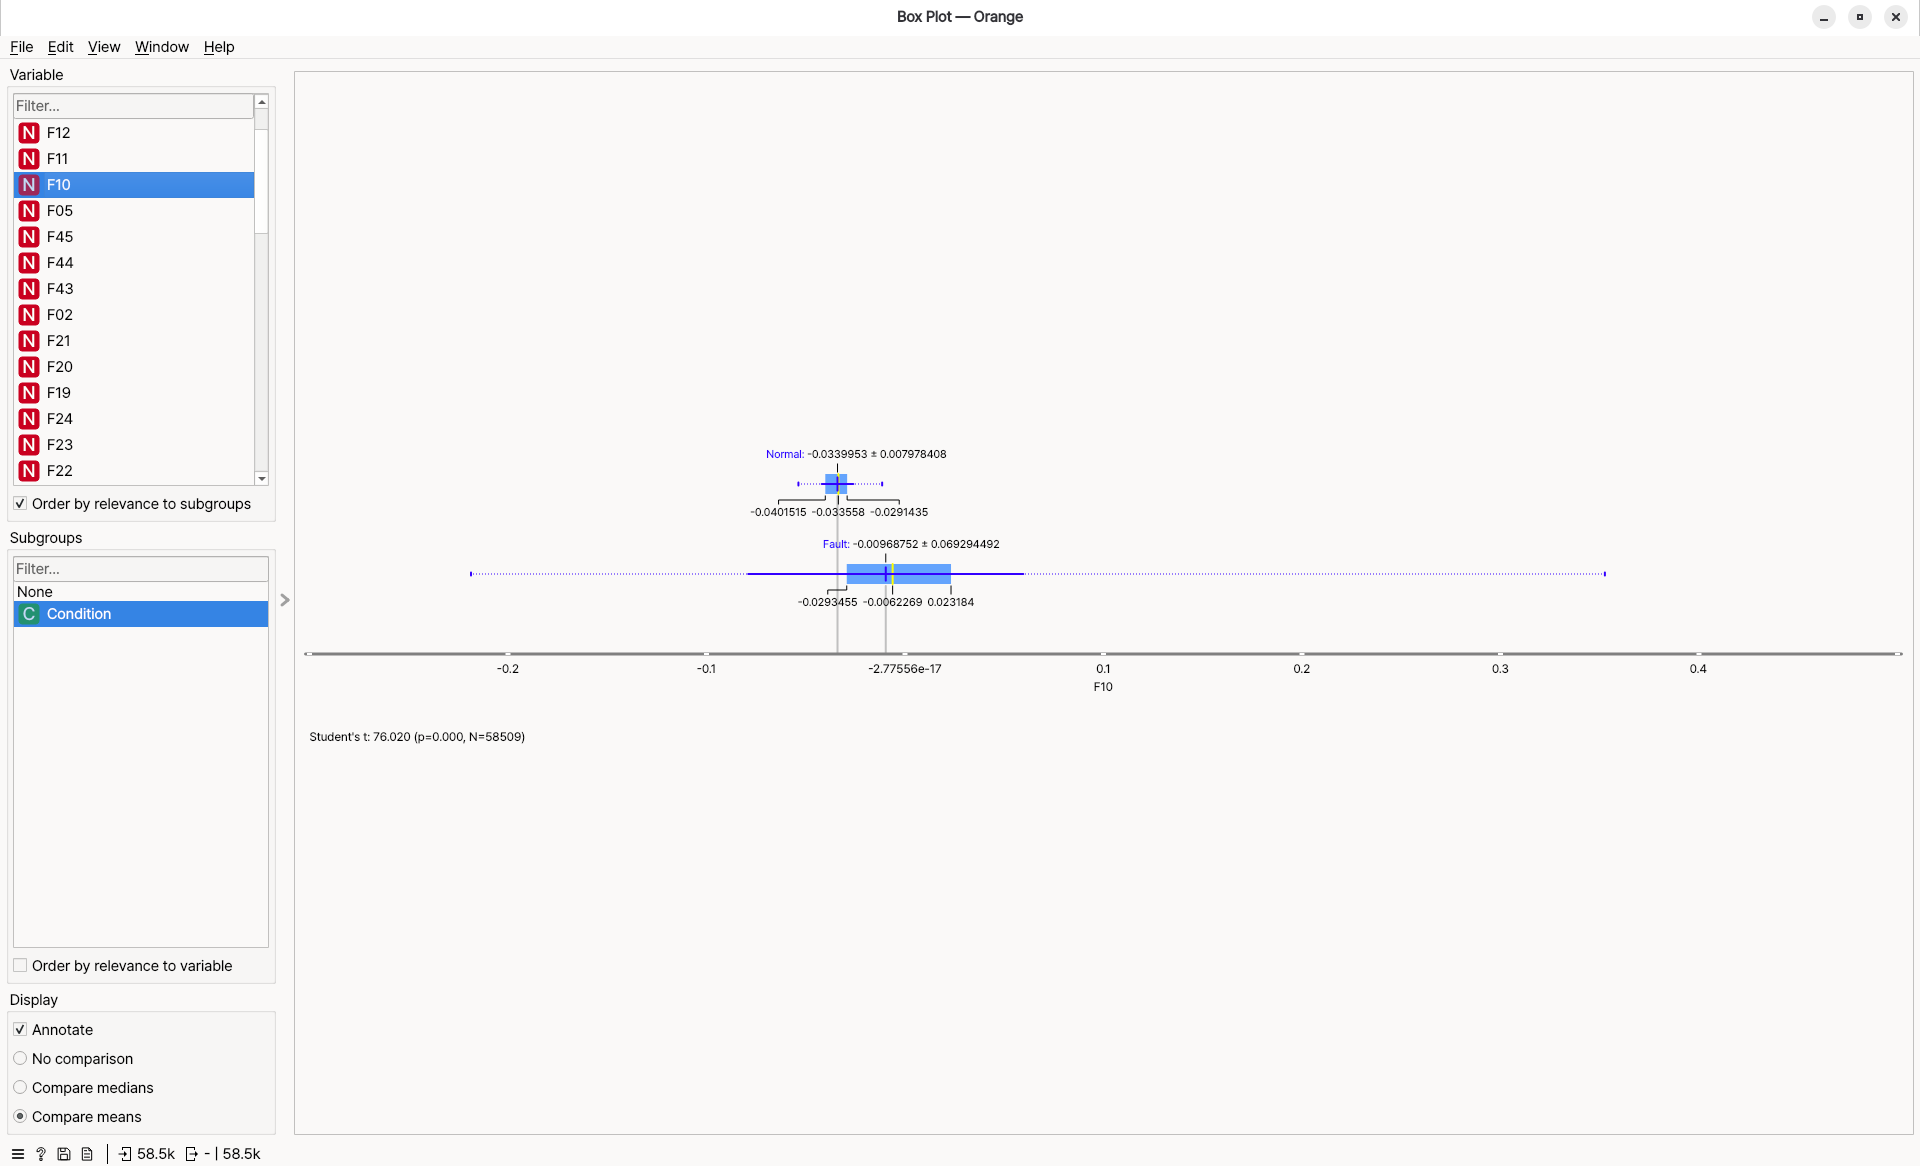 Box Plot — Orange
File Edit View Window Help
Variable
Filter...
N F12
N F11
N F10
N F05
N F45
N F44
N F43
N F02
N F21
N F20
N F19
N F24
N F23
N F22
Order by relevance to subgroups
Subgroups
Filter...
None
C Condition
Order by relevance to variable
Display
Annotate
No comparison
Compare medians
Compare means
58.5k - | 58.5k
Normal: -0.0339953 ± 0.007978408
-0.0401515 -0.033558 -0.0291435
Fault: -0.00968752 ± 0.069294492
-0.0293455 -0.0062269 0.023184
-0.2 -0.1 -2.77556e-17 0.1 0.2 0.3 0.4
F10
Student's t: 76.020 (p=0.000, N=58509)